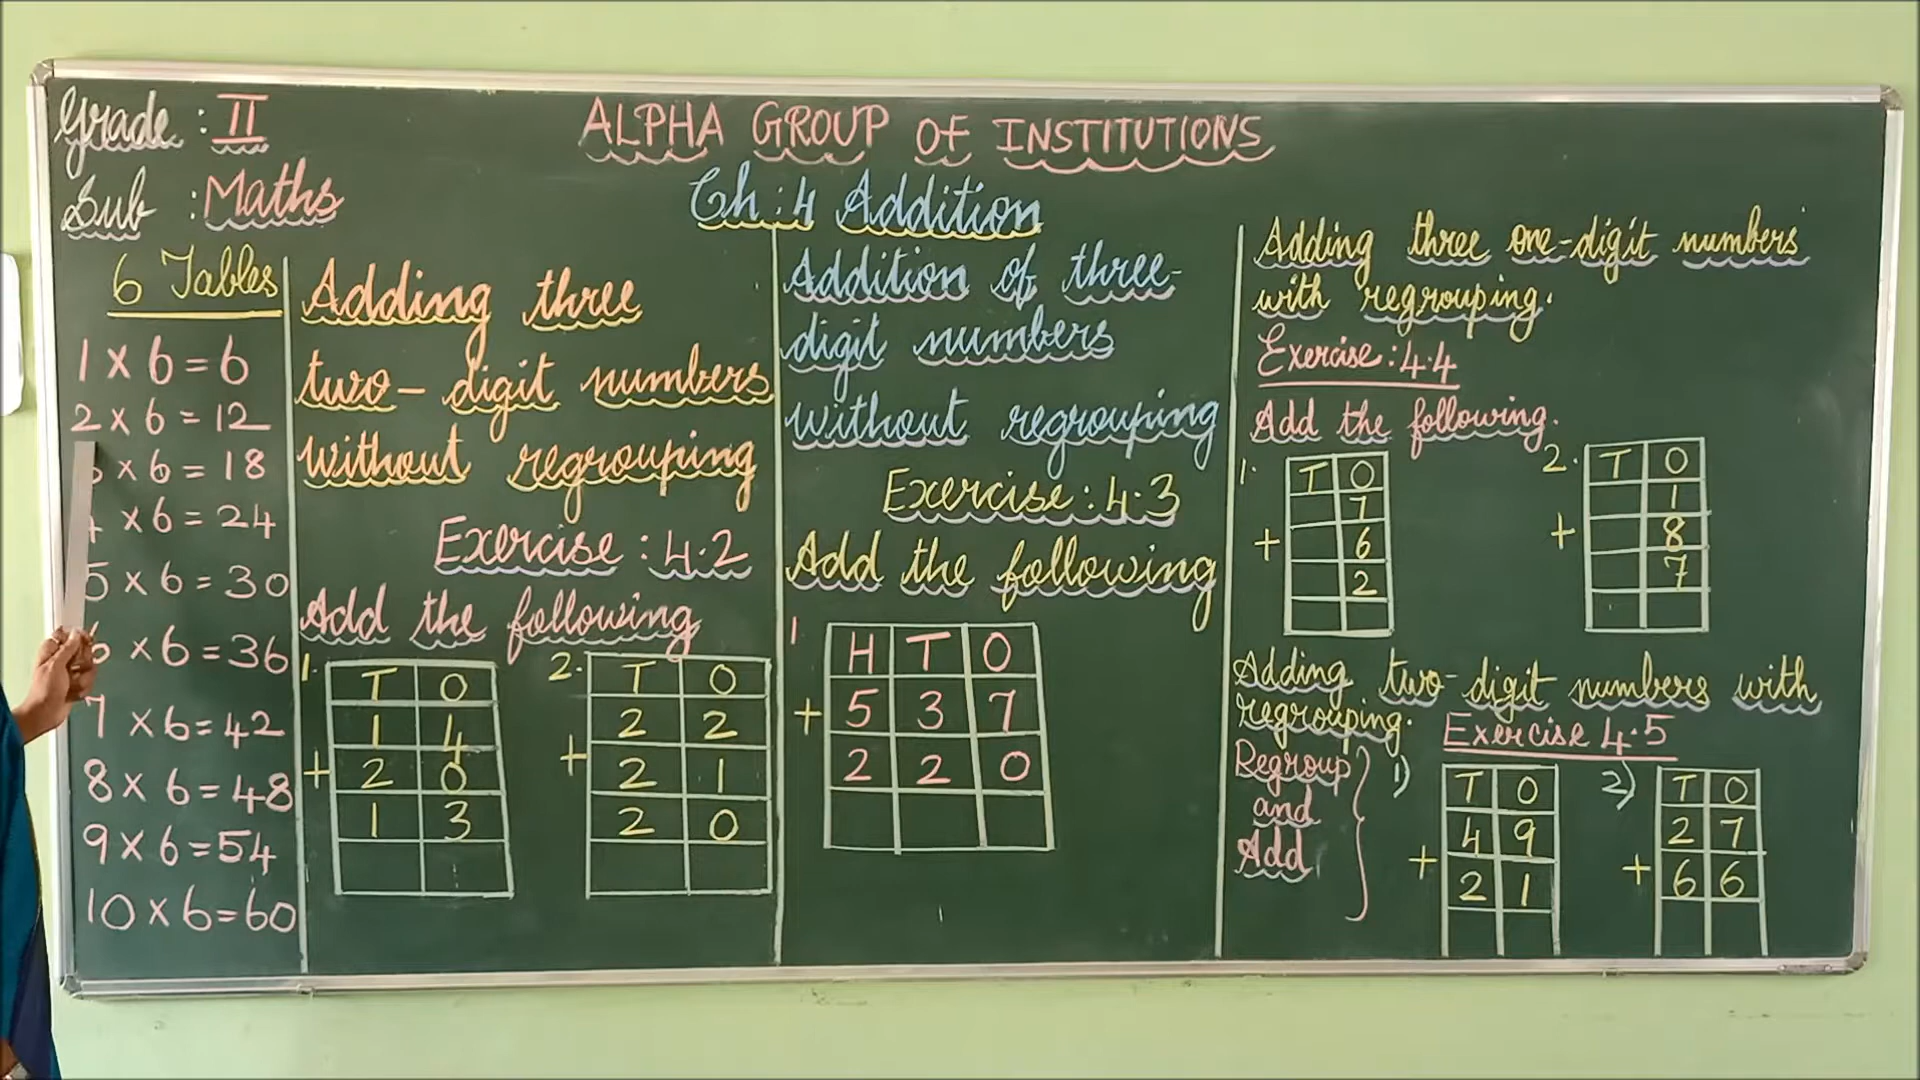 Grade : II
ALPHA GROUP OF INSTITUTIONS
Sub : Maths
Ch : 4 Addition
6 Tables
1 x 6 = 6
2 x 6 = 12
3 x 6 = 18
4 x 6 = 24
5 x 6 = 30
6 x 6 = 36
7 x 6 = 42
8 x 6 = 48
9 x 6 = 54
10 x 6 = 60
Adding three
two-digit numbers
without regrouping
Exercise : 4.2
Add the following
1. T O
1 4
+ 2 0
1 3
2. T O
2 2
+ 2 1
2 0
Addition of three-
digit numbers
without regrouping
Exercise : 4.3
Add the following
1 H T O
+ 5 3 7
2 2 0
Adding three one-digit numbers
with regrouping.
Exercise : 4.4
Add the following.
1. T O
7
+ 6
2
2. T O
1
+ 8
7
Adding two-digit numbers with
regrouping.
Exercise 4.5
Regroup
and
Add
1) T O
4 9
+ 2 1
2) T O
2 7
+ 6 6